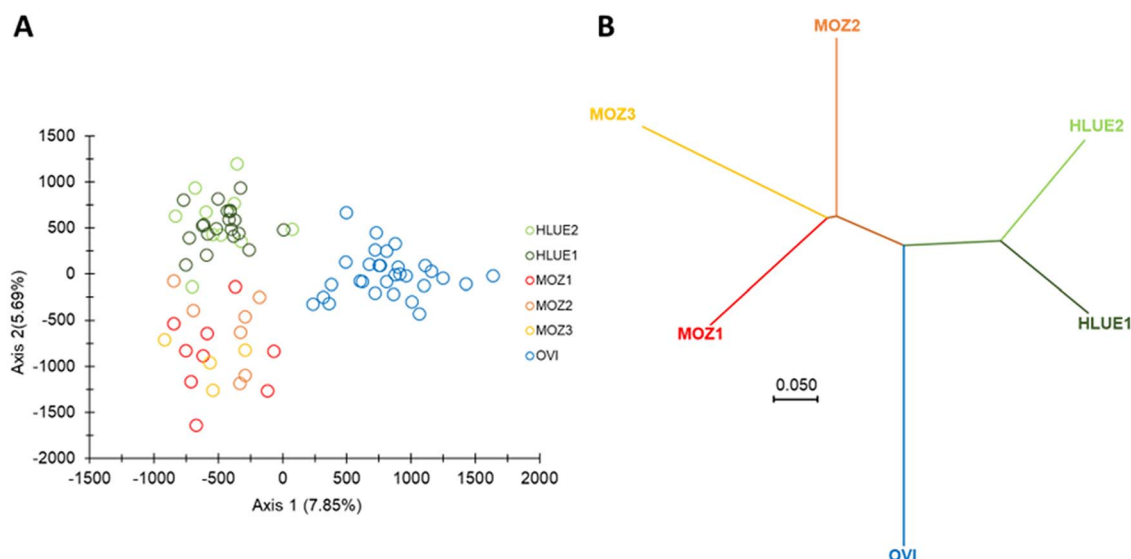 A
1500
1000
500
0
-500
-1000
-1500
-2000
Axis 2(5.69%)
-1500 -1000 -500 0 500 1000 1500 2000
Axis 1 (7.85%)
HLUE2
HLUE1
MOZ1
MOZ2
MOZ3
OVI
B
MOZ2
MOZ3
HLUE2
MOZ1
HLUE1
0.050
OVI